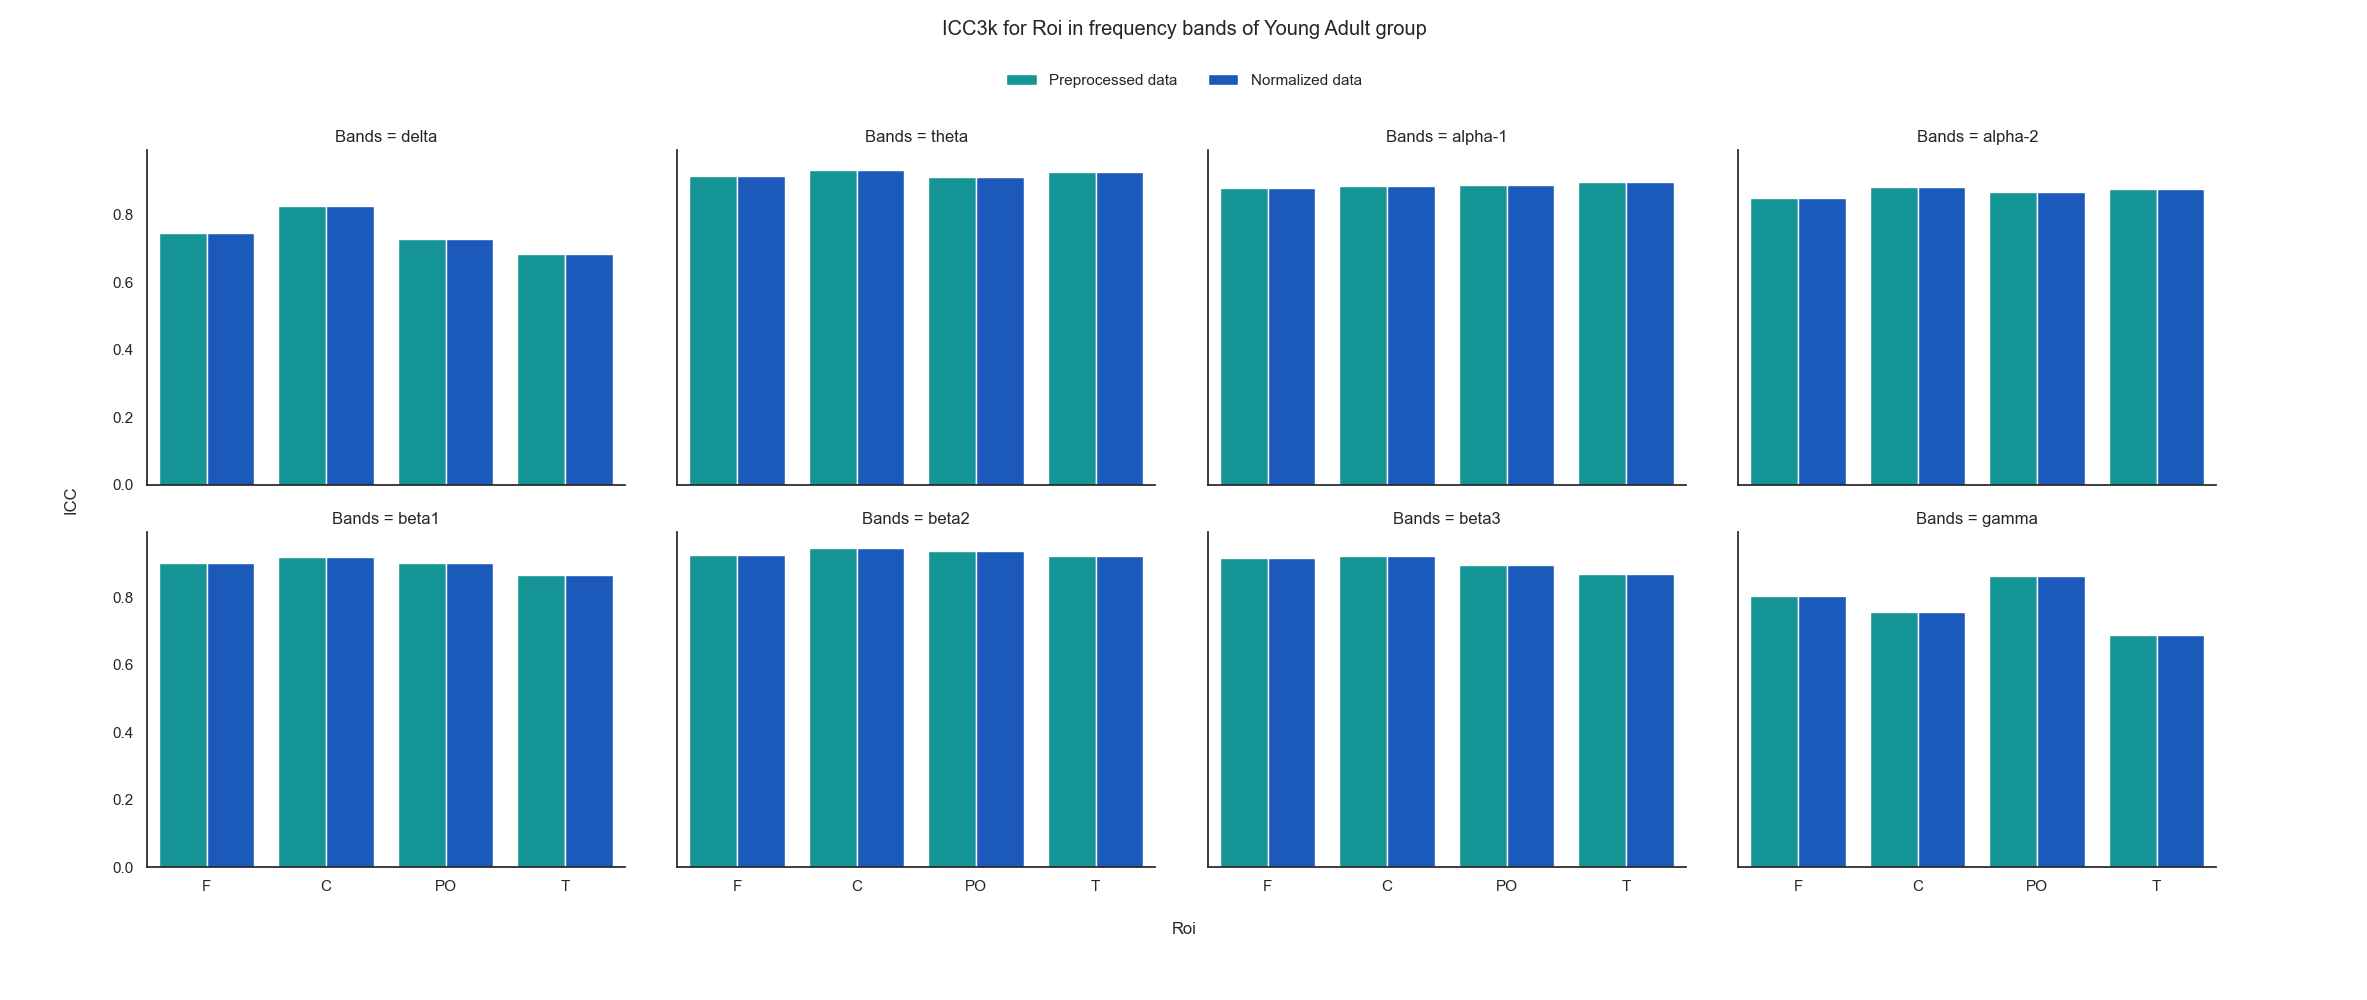 ICC3k for Roi in frequency bands of Young Adult group
Preprocessed data Normalized data
Bands = delta
Bands = theta
Bands = alpha-1
Bands = alpha-2
0.8
0.6
0.4
0.2
0.0
ICC
Bands = beta1
Bands = beta2
Bands = beta3
Bands = gamma
0.8
0.6
0.4
0.2
0.0
F C PO T
F C PO T
F C PO T
F C PO T
Roi